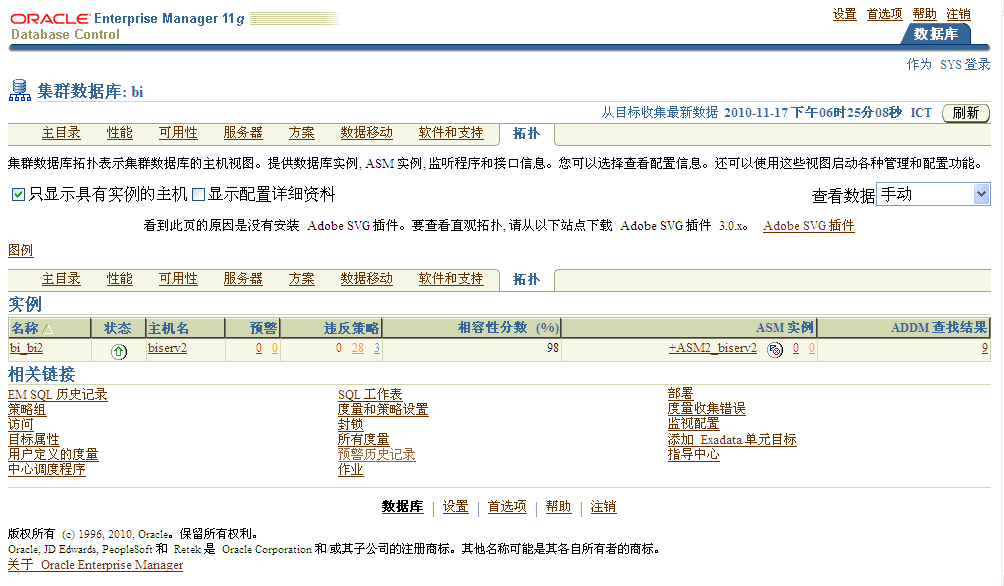 ORACLE Enterprise Manager 11g
Database Control
设置 首选项 帮助 注销
数据库
作为 SYS 登录
集群数据库: bi
从目标收集最新数据 2010-11-17 下午06时25分08秒 ICT 刷新
主目录 性能 可用性 服务器 方案 数据移动 软件和支持 拓扑
集群数据库拓扑表示集群数据库的主机视图。提供数据库实例, ASM 实例, 监听程序和接口信息。您可以选择查看配置信息。还可以使用这些视图启动各种管理和配置功能。
只显示具有实例的主机 显示配置详细资料 查看数据 手动
看到此页的原因是没有安装 Adobe SVG 插件。要查看直观拓扑, 请从以下站点下载 Adobe SVG 插件 3.0.x。 Adobe SVG 插件
图例
主目录 性能 可用性 服务器 方案 数据移动 软件和支持 拓扑
实例
名称 状态 主机名 预警 违反策略 相容性分数 (%) ASM 实例 ADDM 查找结果
bi_bi2 biserv2 0 0 0 28 3 98 +ASM2_biserv2 0 0 9
相关链接
EM SQL 历史记录 SQL 工作表 部署
策略组 度量和策略设置 度量收集错误
访问 封锁 监视配置
目标属性 所有度量 添加 Exadata 单元目标
用户定义的度量 预警历史记录 指导中心
中心调度程序 作业
数据库 | 设置 | 首选项 | 帮助 | 注销
版权所有 (c) 1996, 2010, Oracle。保留所有权利。
Oracle, JD Edwards, PeopleSoft 和 Retek 是 Oracle Corporation 和/或其子公司的注册商标。其他名称可能是其各自所有者的商标。
关于 Oracle Enterprise Manager